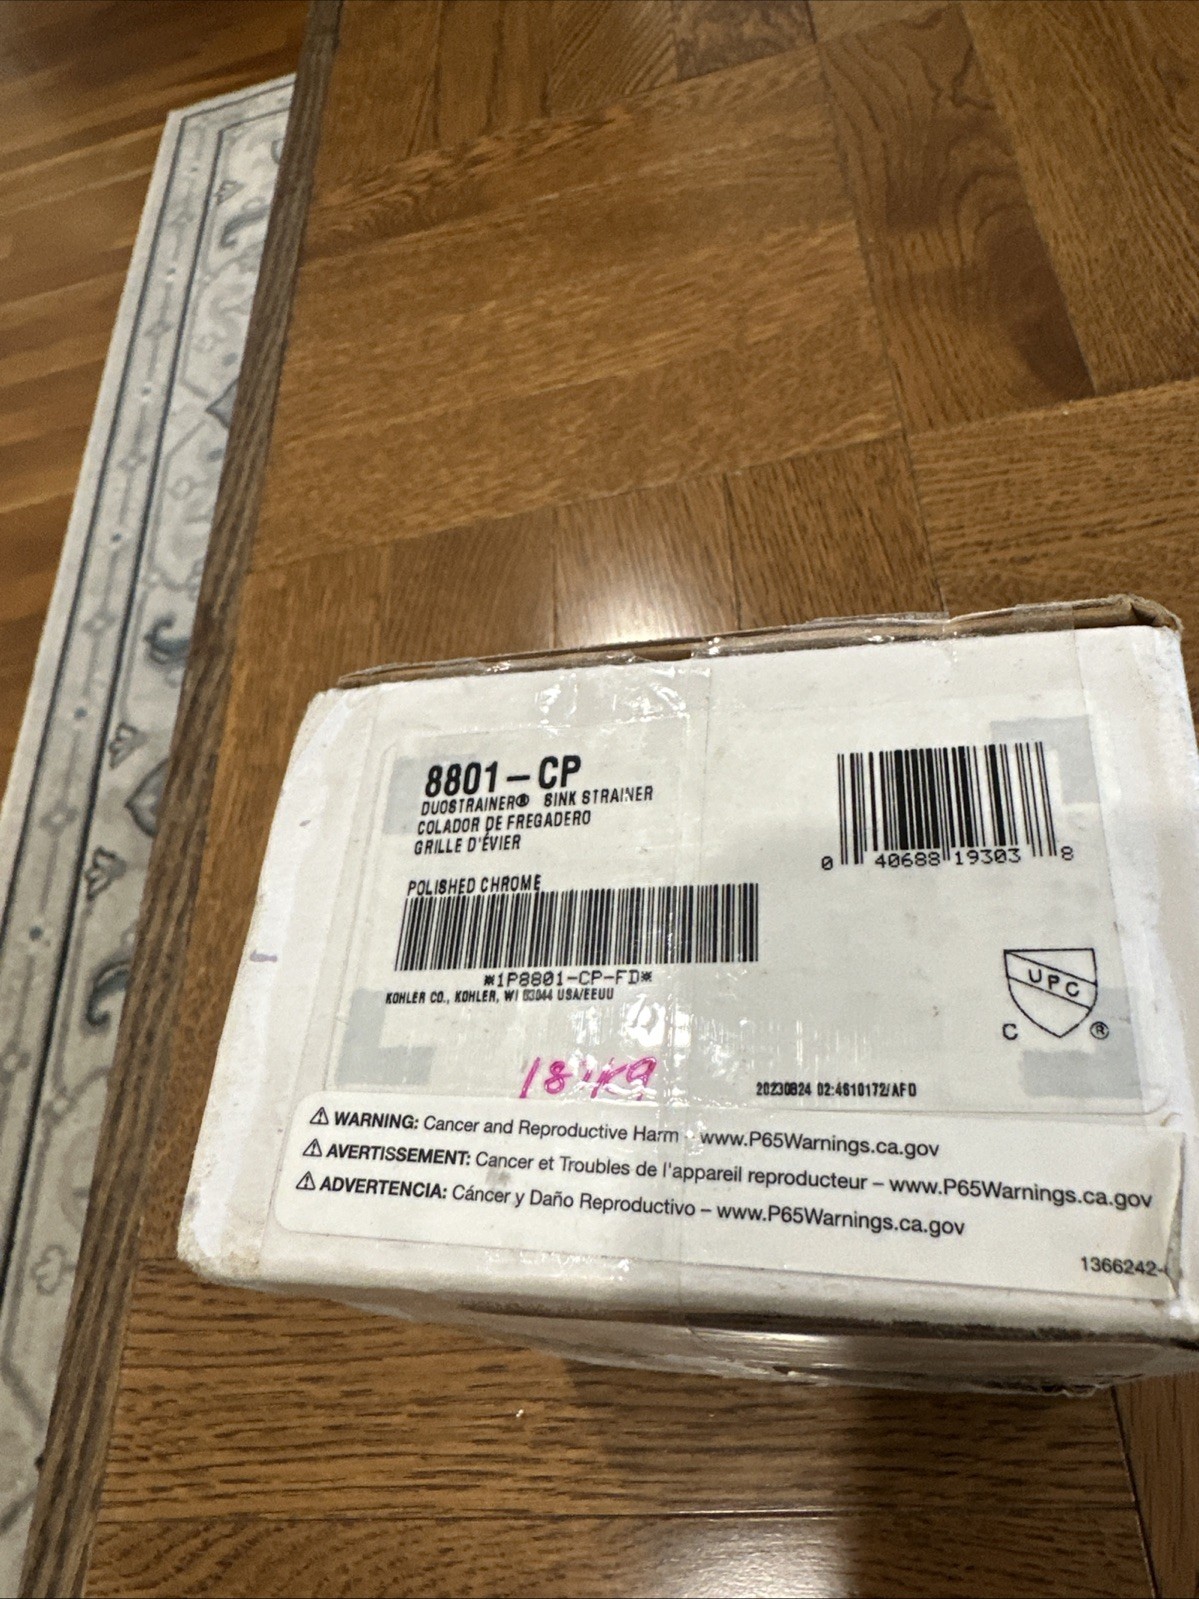 8801-CP
DUOSTRAINER® SINK STRAINER
COLADOR DE FREGADERO
GRILLE D'ÉVIER
POLISHED CHROME
*1P8801-CP-FD*
KOHLER CO., KOHLER, WI 53044 USA/EEUU
0 40688 19303 8
UPC
C ®
20230824 02:4610172/AFD
⚠ WARNING: Cancer and Reproductive Harm - www.P65Warnings.ca.gov
⚠ AVERTISSEMENT: Cancer et Troubles de l'appareil reproducteur – www.P65Warnings.ca.gov
⚠ ADVERTENCIA: Cáncer y Daño Reproductivo – www.P65Warnings.ca.gov
1366242-